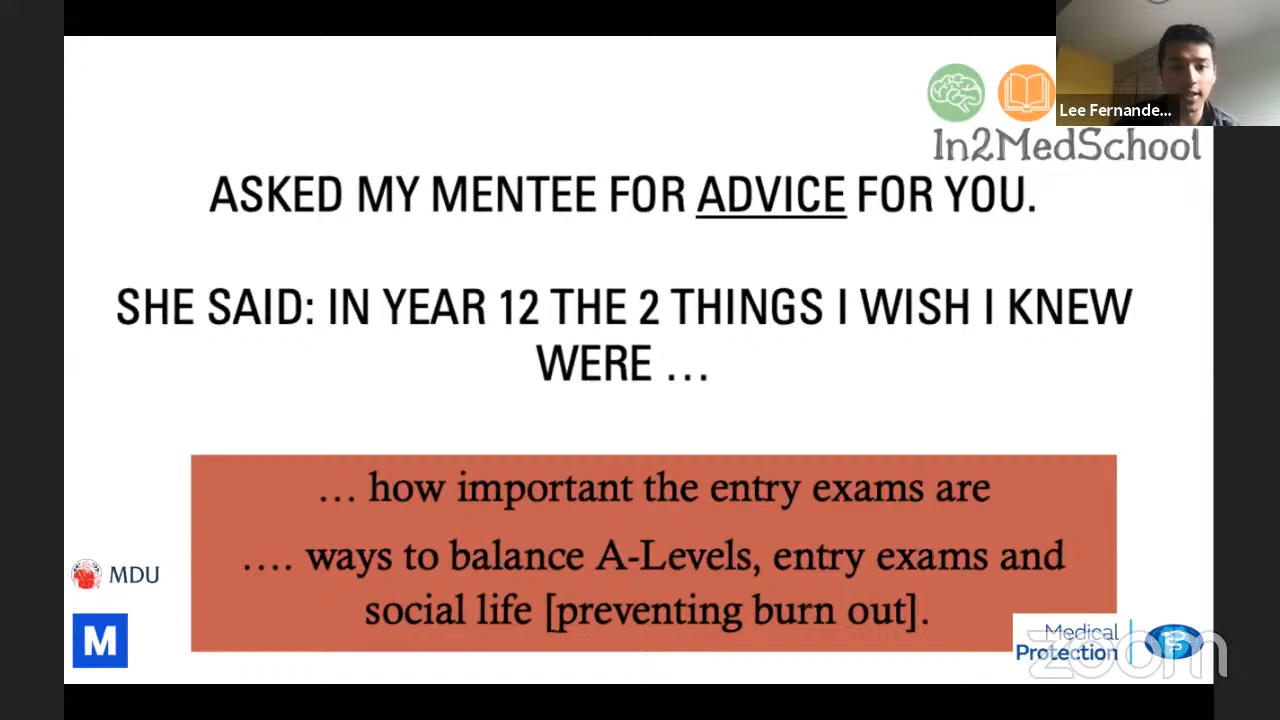 Lee Fernande...
In2MedSchool
ASKED MY MENTEE FOR ADVICE FOR YOU.
SHE SAID: IN YEAR 12 THE 2 THINGS I WISH I KNEW
WERE ...
... how important the entry exams are
.... ways to balance A-Levels, entry exams and
social life [preventing burn out].
MDU
M
Medical
Protection
zoom